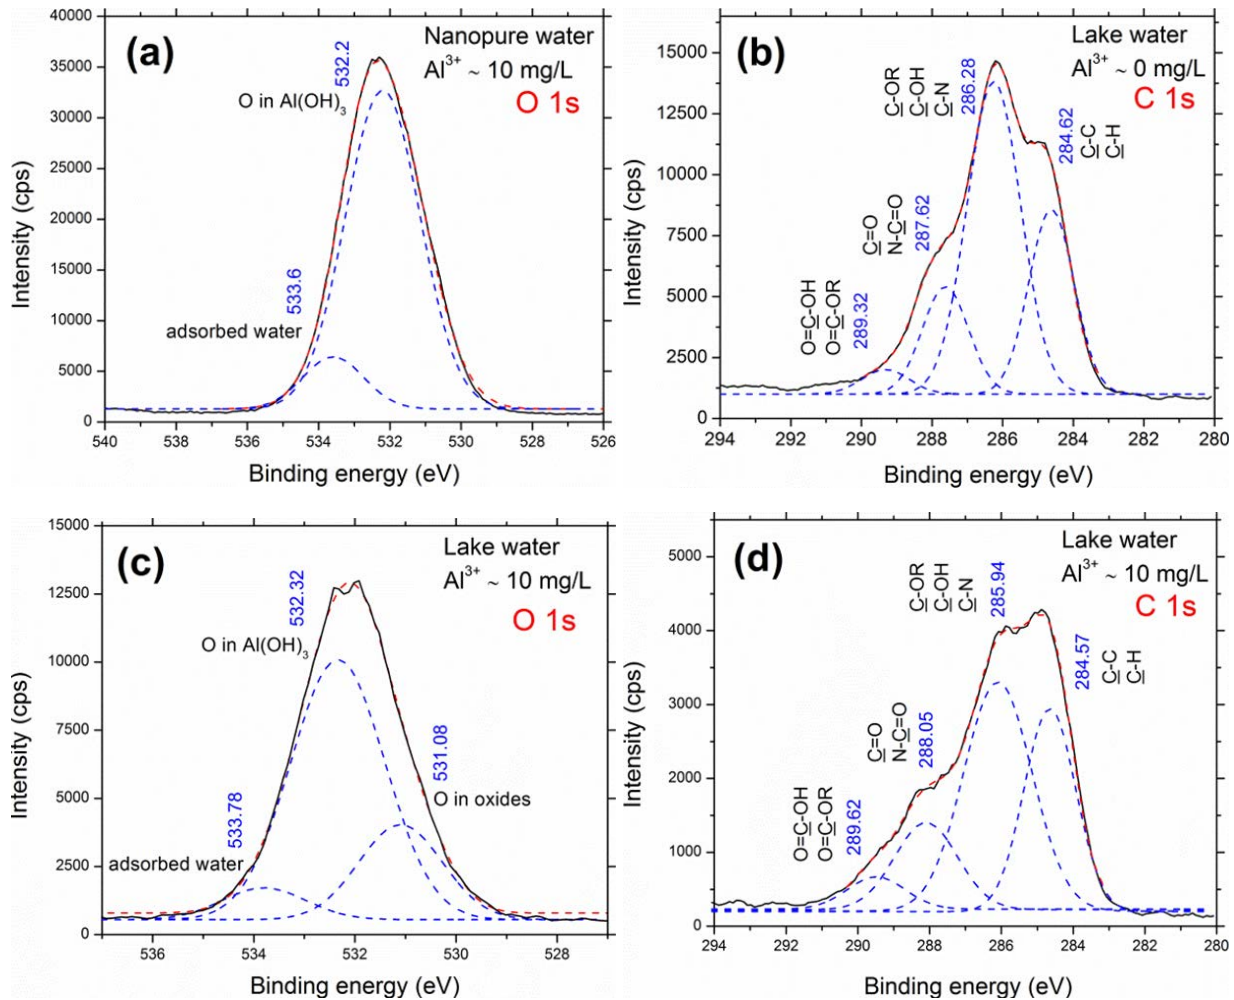 (a)
Nanopure water
Al³⁺ ~ 10 mg/L
O 1s
532.2
O in Al(OH)₃
533.6
adsorbed water
Intensity (cps)
40000
35000
30000
25000
20000
15000
10000
5000
0
540
538
536
534
532
530
528
526
Binding energy (eV)
(b)
Lake water
Al³⁺ ~ 0 mg/L
C 1s
C-OR
C-OH
C-N
286.28
284.62
C-C
C-H
C=O
N-C=O
287.62
O=C-OH
O=C-OR
289.32
Intensity (cps)
15000
12500
10000
7500
5000
2500
0
294
292
290
288
286
284
282
280
Binding energy (eV)
(c)
Lake water
Al³⁺ ~ 10 mg/L
O 1s
532.32
O in Al(OH)₃
531.08
O in oxides
533.78
adsorbed water
Intensity (cps)
15000
12500
10000
7500
5000
2500
0
536
534
532
530
528
Binding energy (eV)
(d)
Lake water
Al³⁺ ~ 10 mg/L
C 1s
C-OR
C-OH
C-N
285.94
284.57
C-C
C-H
C=O
N-C=O
288.05
O=C-OH
O=C-OR
289.62
Intensity (cps)
5000
4000
3000
2000
1000
0
294
292
290
288
286
284
282
280
Binding energy (eV)